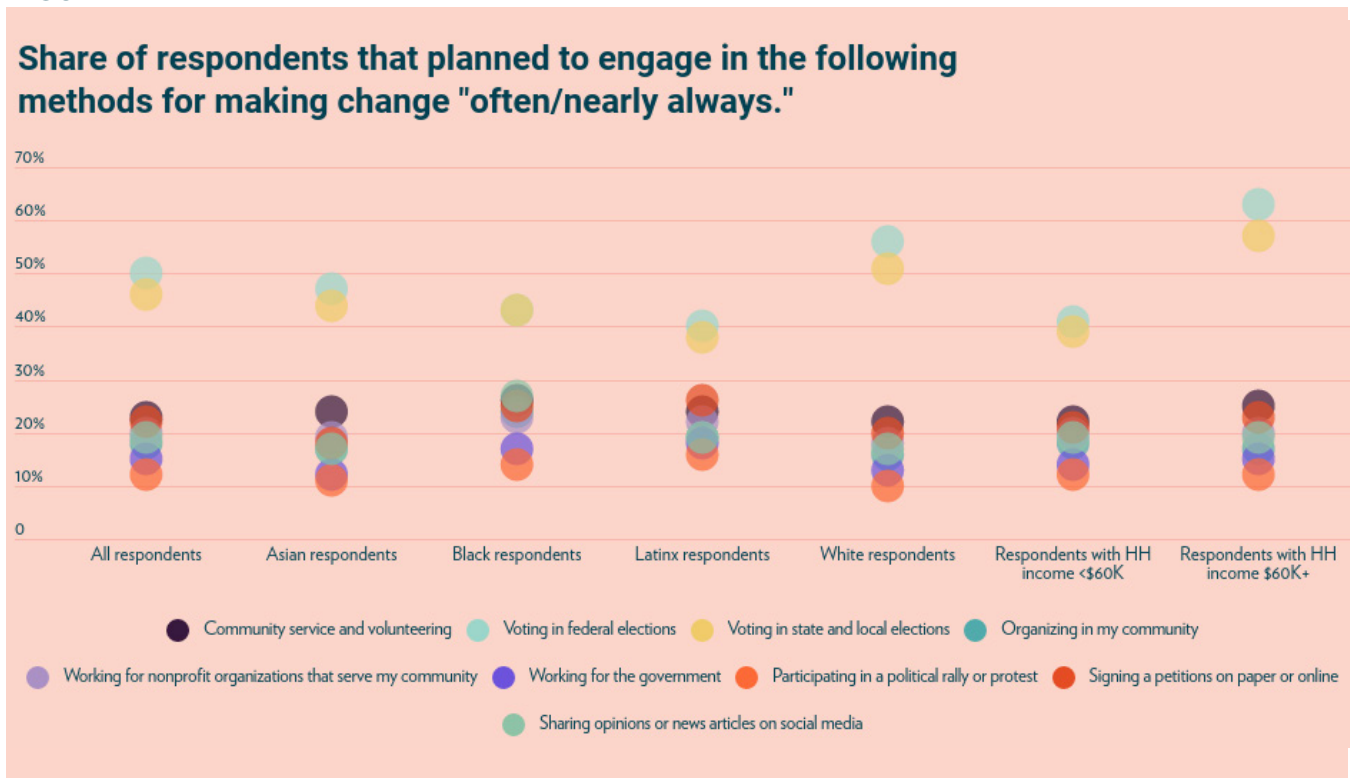 Share of respondents that planned to engage in the following
methods for making change "often/nearly always."
70%
60%
50%
40%
30%
20%
10%
0
All respondents
Asian respondents
Black respondents
Latinx respondents
White respondents
Respondents with HH
income <$60K
Respondents with HH
income $60K+
Community service and volunteering
Voting in federal elections
Voting in state and local elections
Organizing in my community
Working for nonprofit organizations that serve my community
Working for the government
Participating in a political rally or protest
Signing a petitions on paper or online
Sharing opinions or news articles on social media